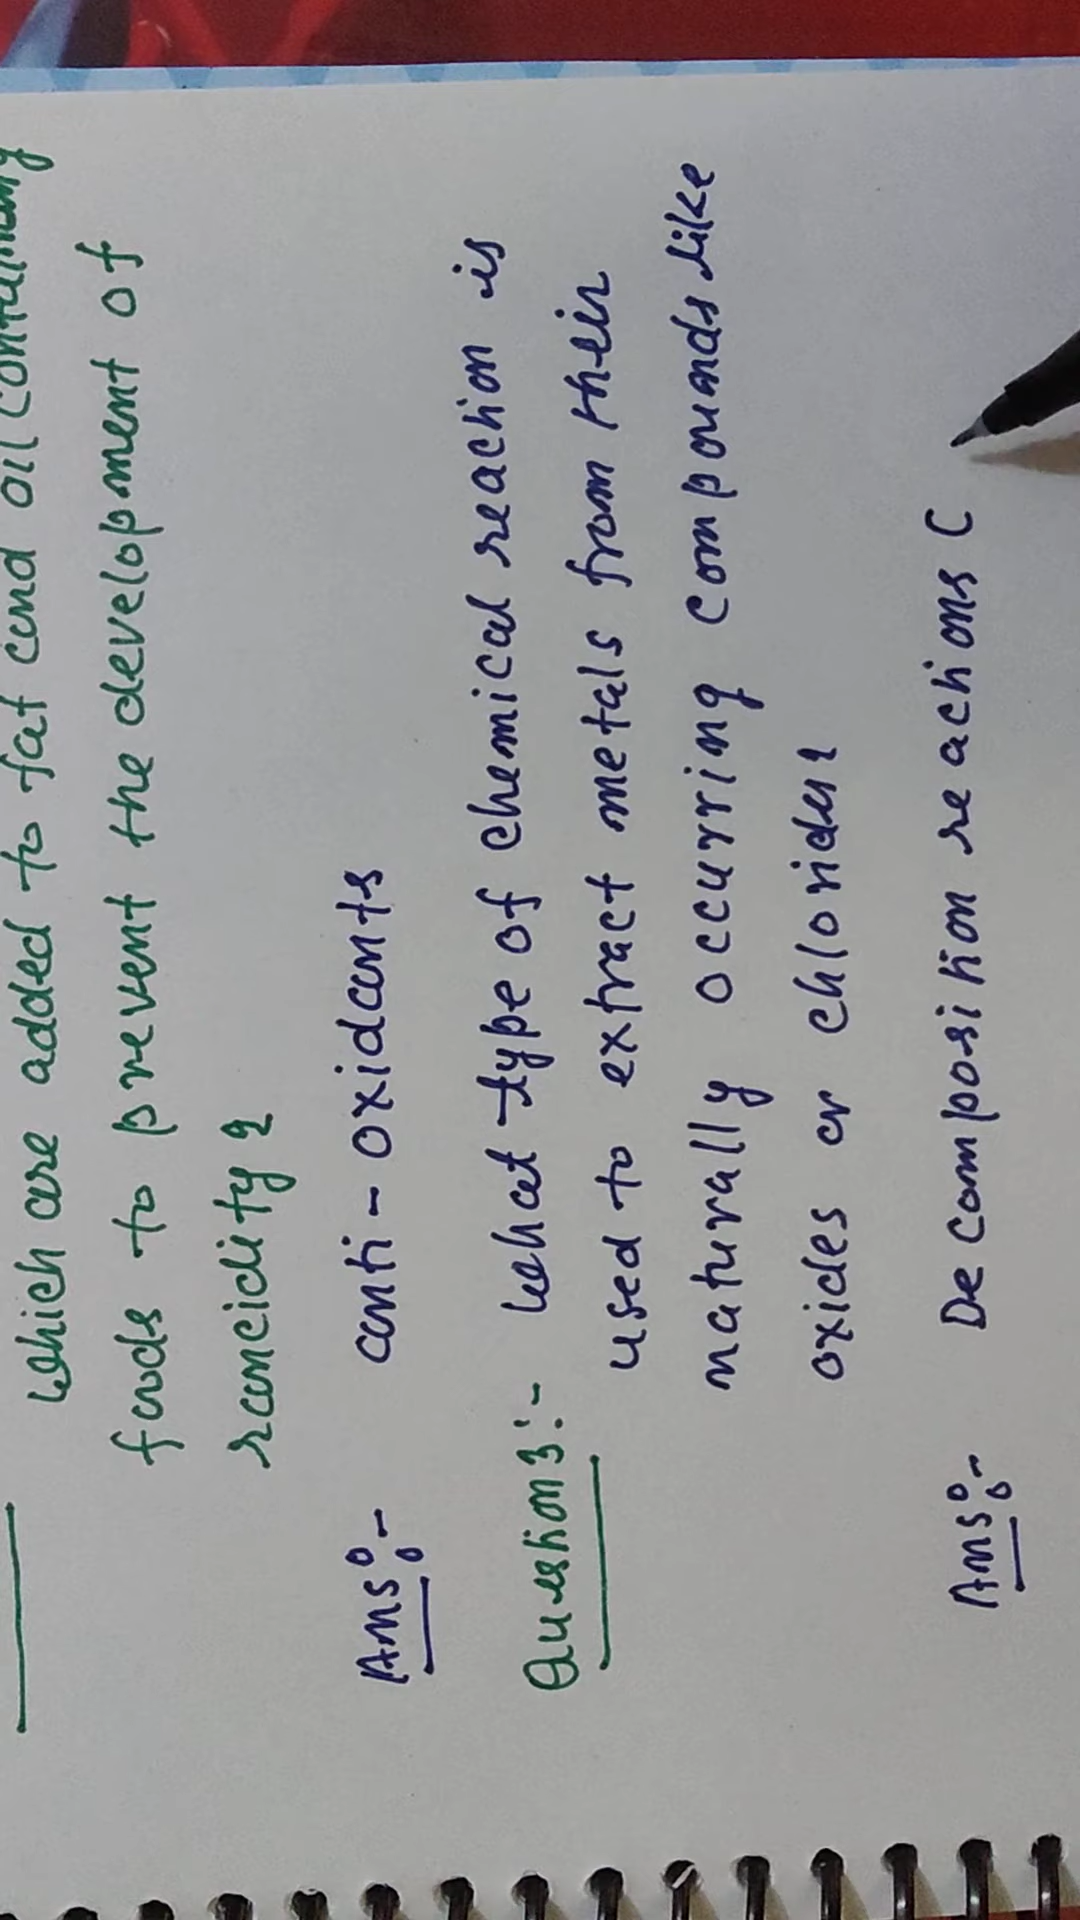 which are added to fat and oil containing
foods to prevent the development of
rancidity?
Ans:- anti-oxidants
Question 3:- What type of chemical reaction is
used to extract metals from their
naturally occurring compounds like
oxides or chlorides?
Ans:- Decomposition reactions (